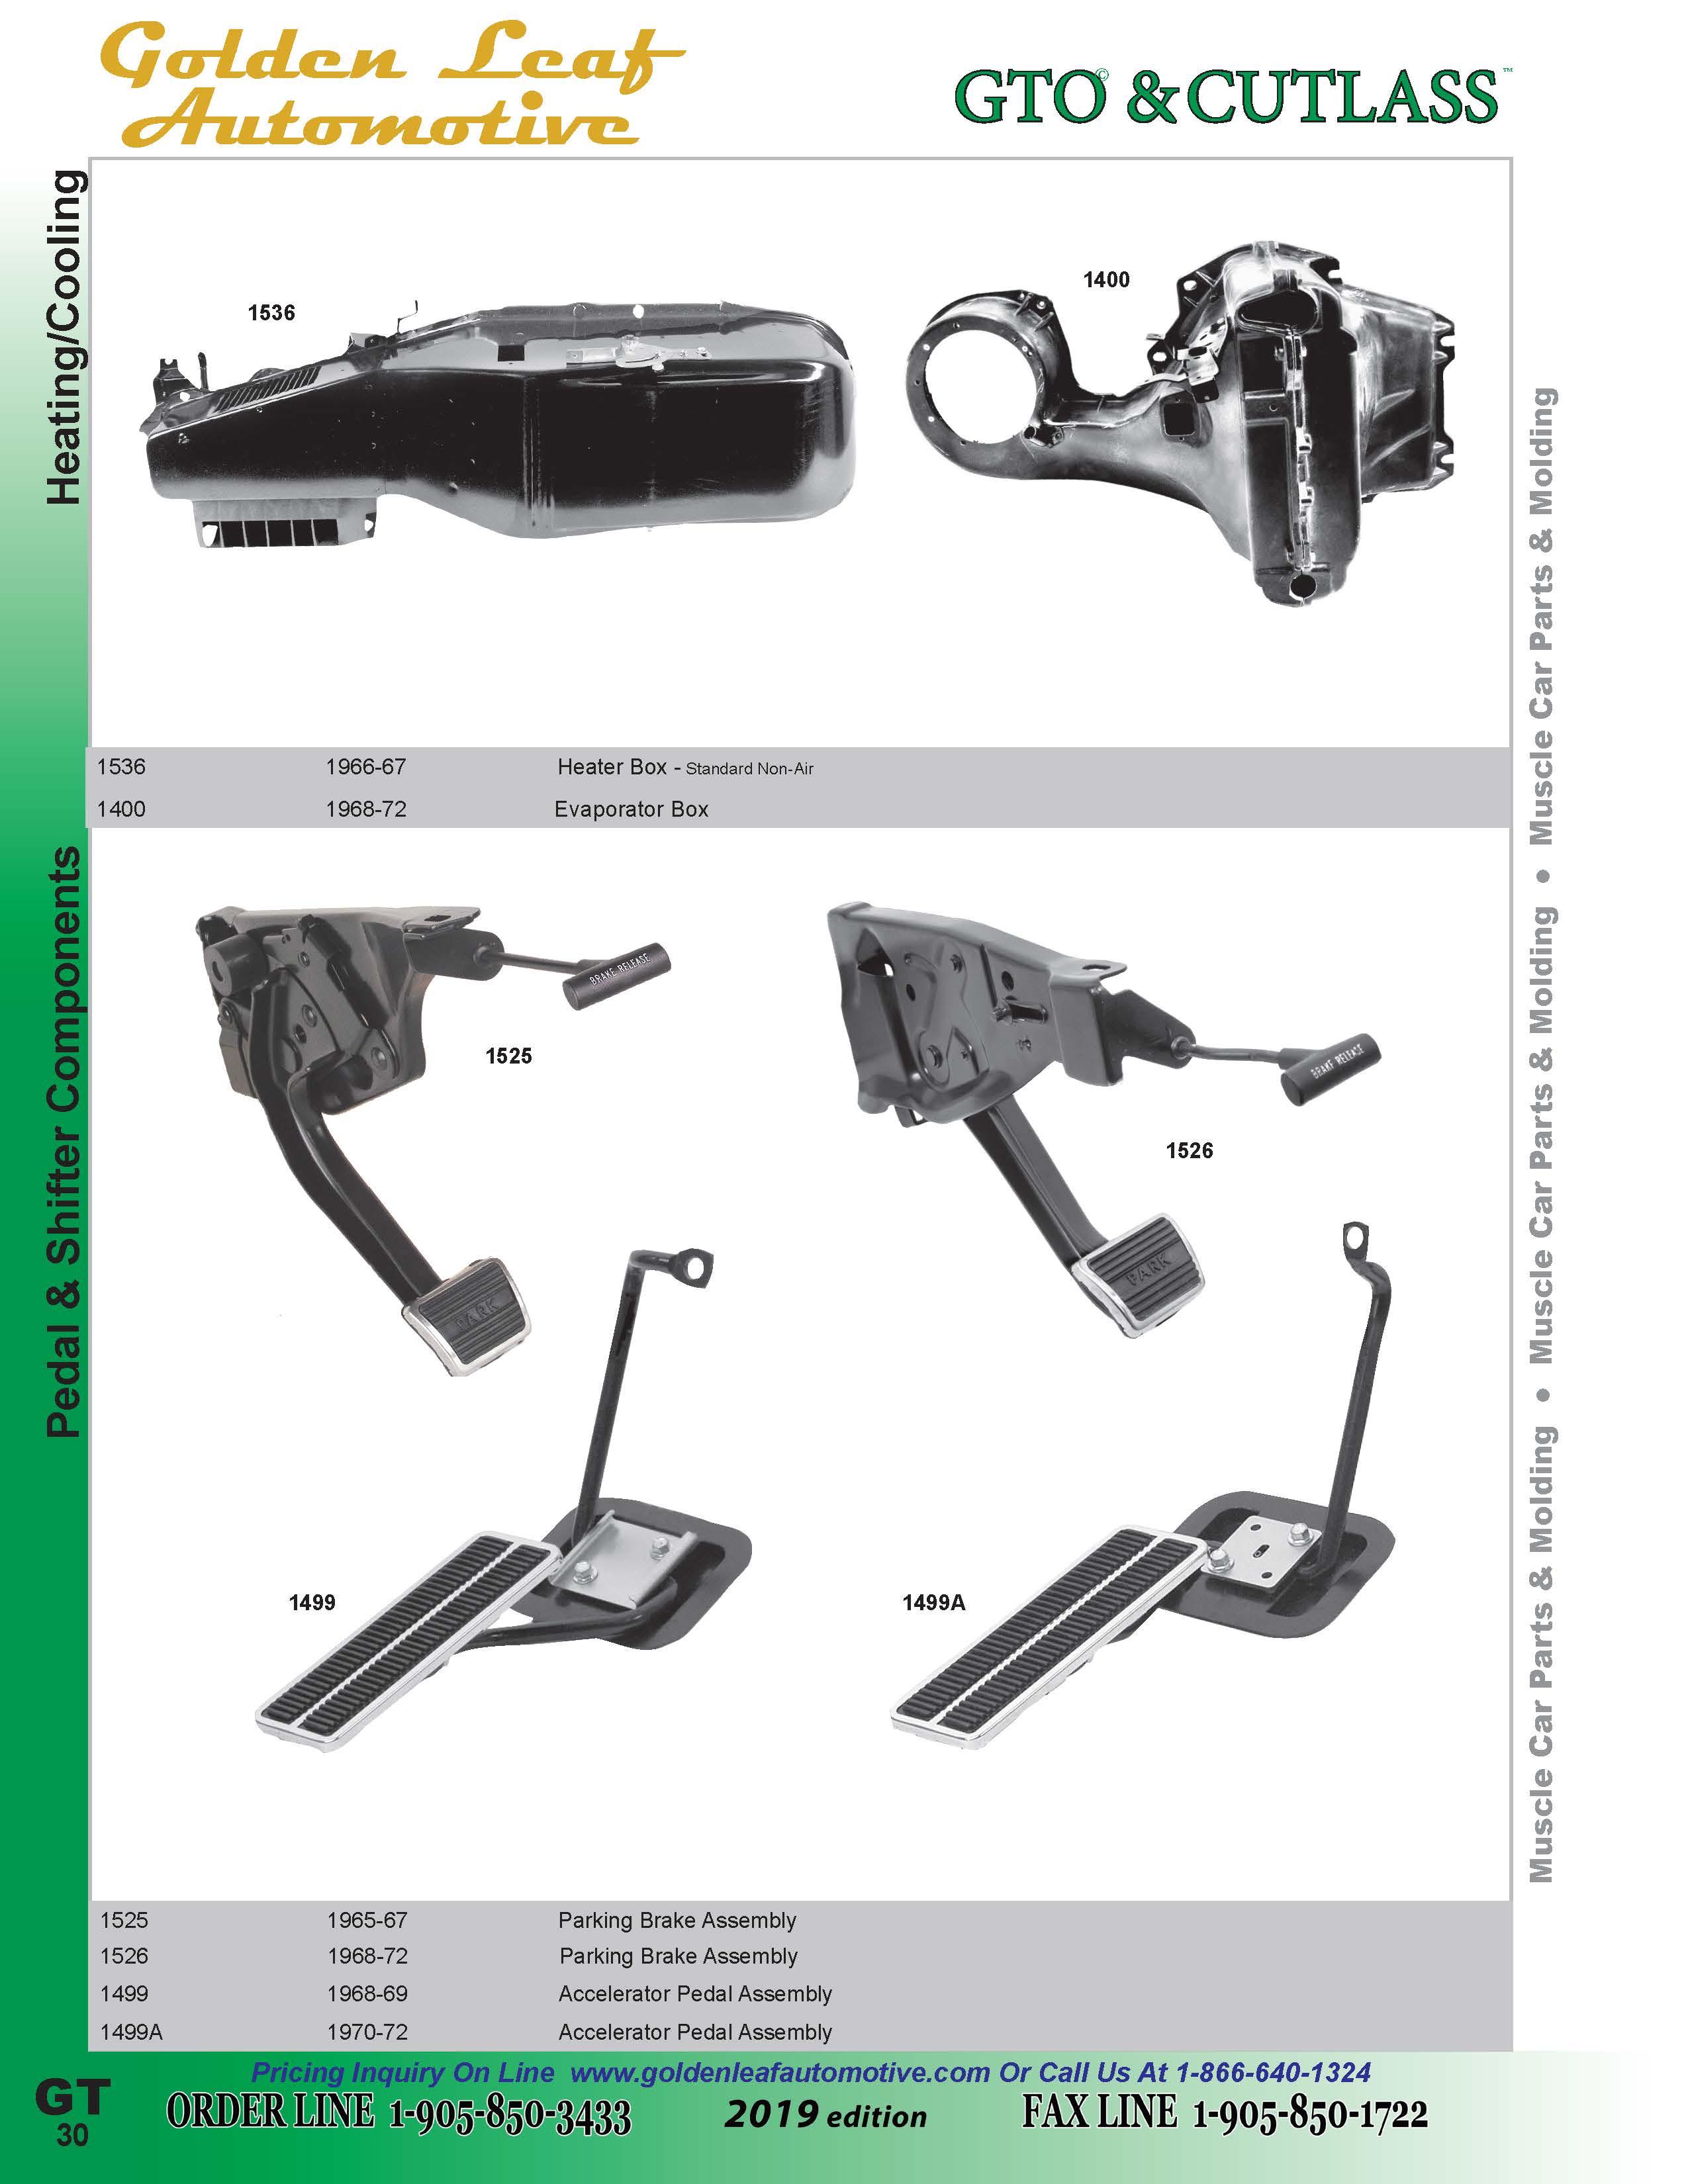 Golden Leaf
Automotive
GTO© & CUTLASS™
Heating/Cooling
1536
1400
1536 1966-67 Heater Box - Standard Non-Air
1400 1968-72 Evaporator Box
Pedal & Shifter Components
BRAKE RELEASE
1525
BRAKE RELEASE
1526
PARK
PARK
1499
1499A
1525 1965-67 Parking Brake Assembly
1526 1968-72 Parking Brake Assembly
1499 1968-69 Accelerator Pedal Assembly
1499A 1970-72 Accelerator Pedal Assembly
Muscle Car Parts & Molding • Muscle Car Parts & Molding • Muscle Car Parts & Molding
Pricing Inquiry On Line www.goldenleafautomotive.com Or Call Us At 1-866-640-1324
GT
30
ORDER LINE 1-905-850-3433 2019 edition FAX LINE 1-905-850-1722